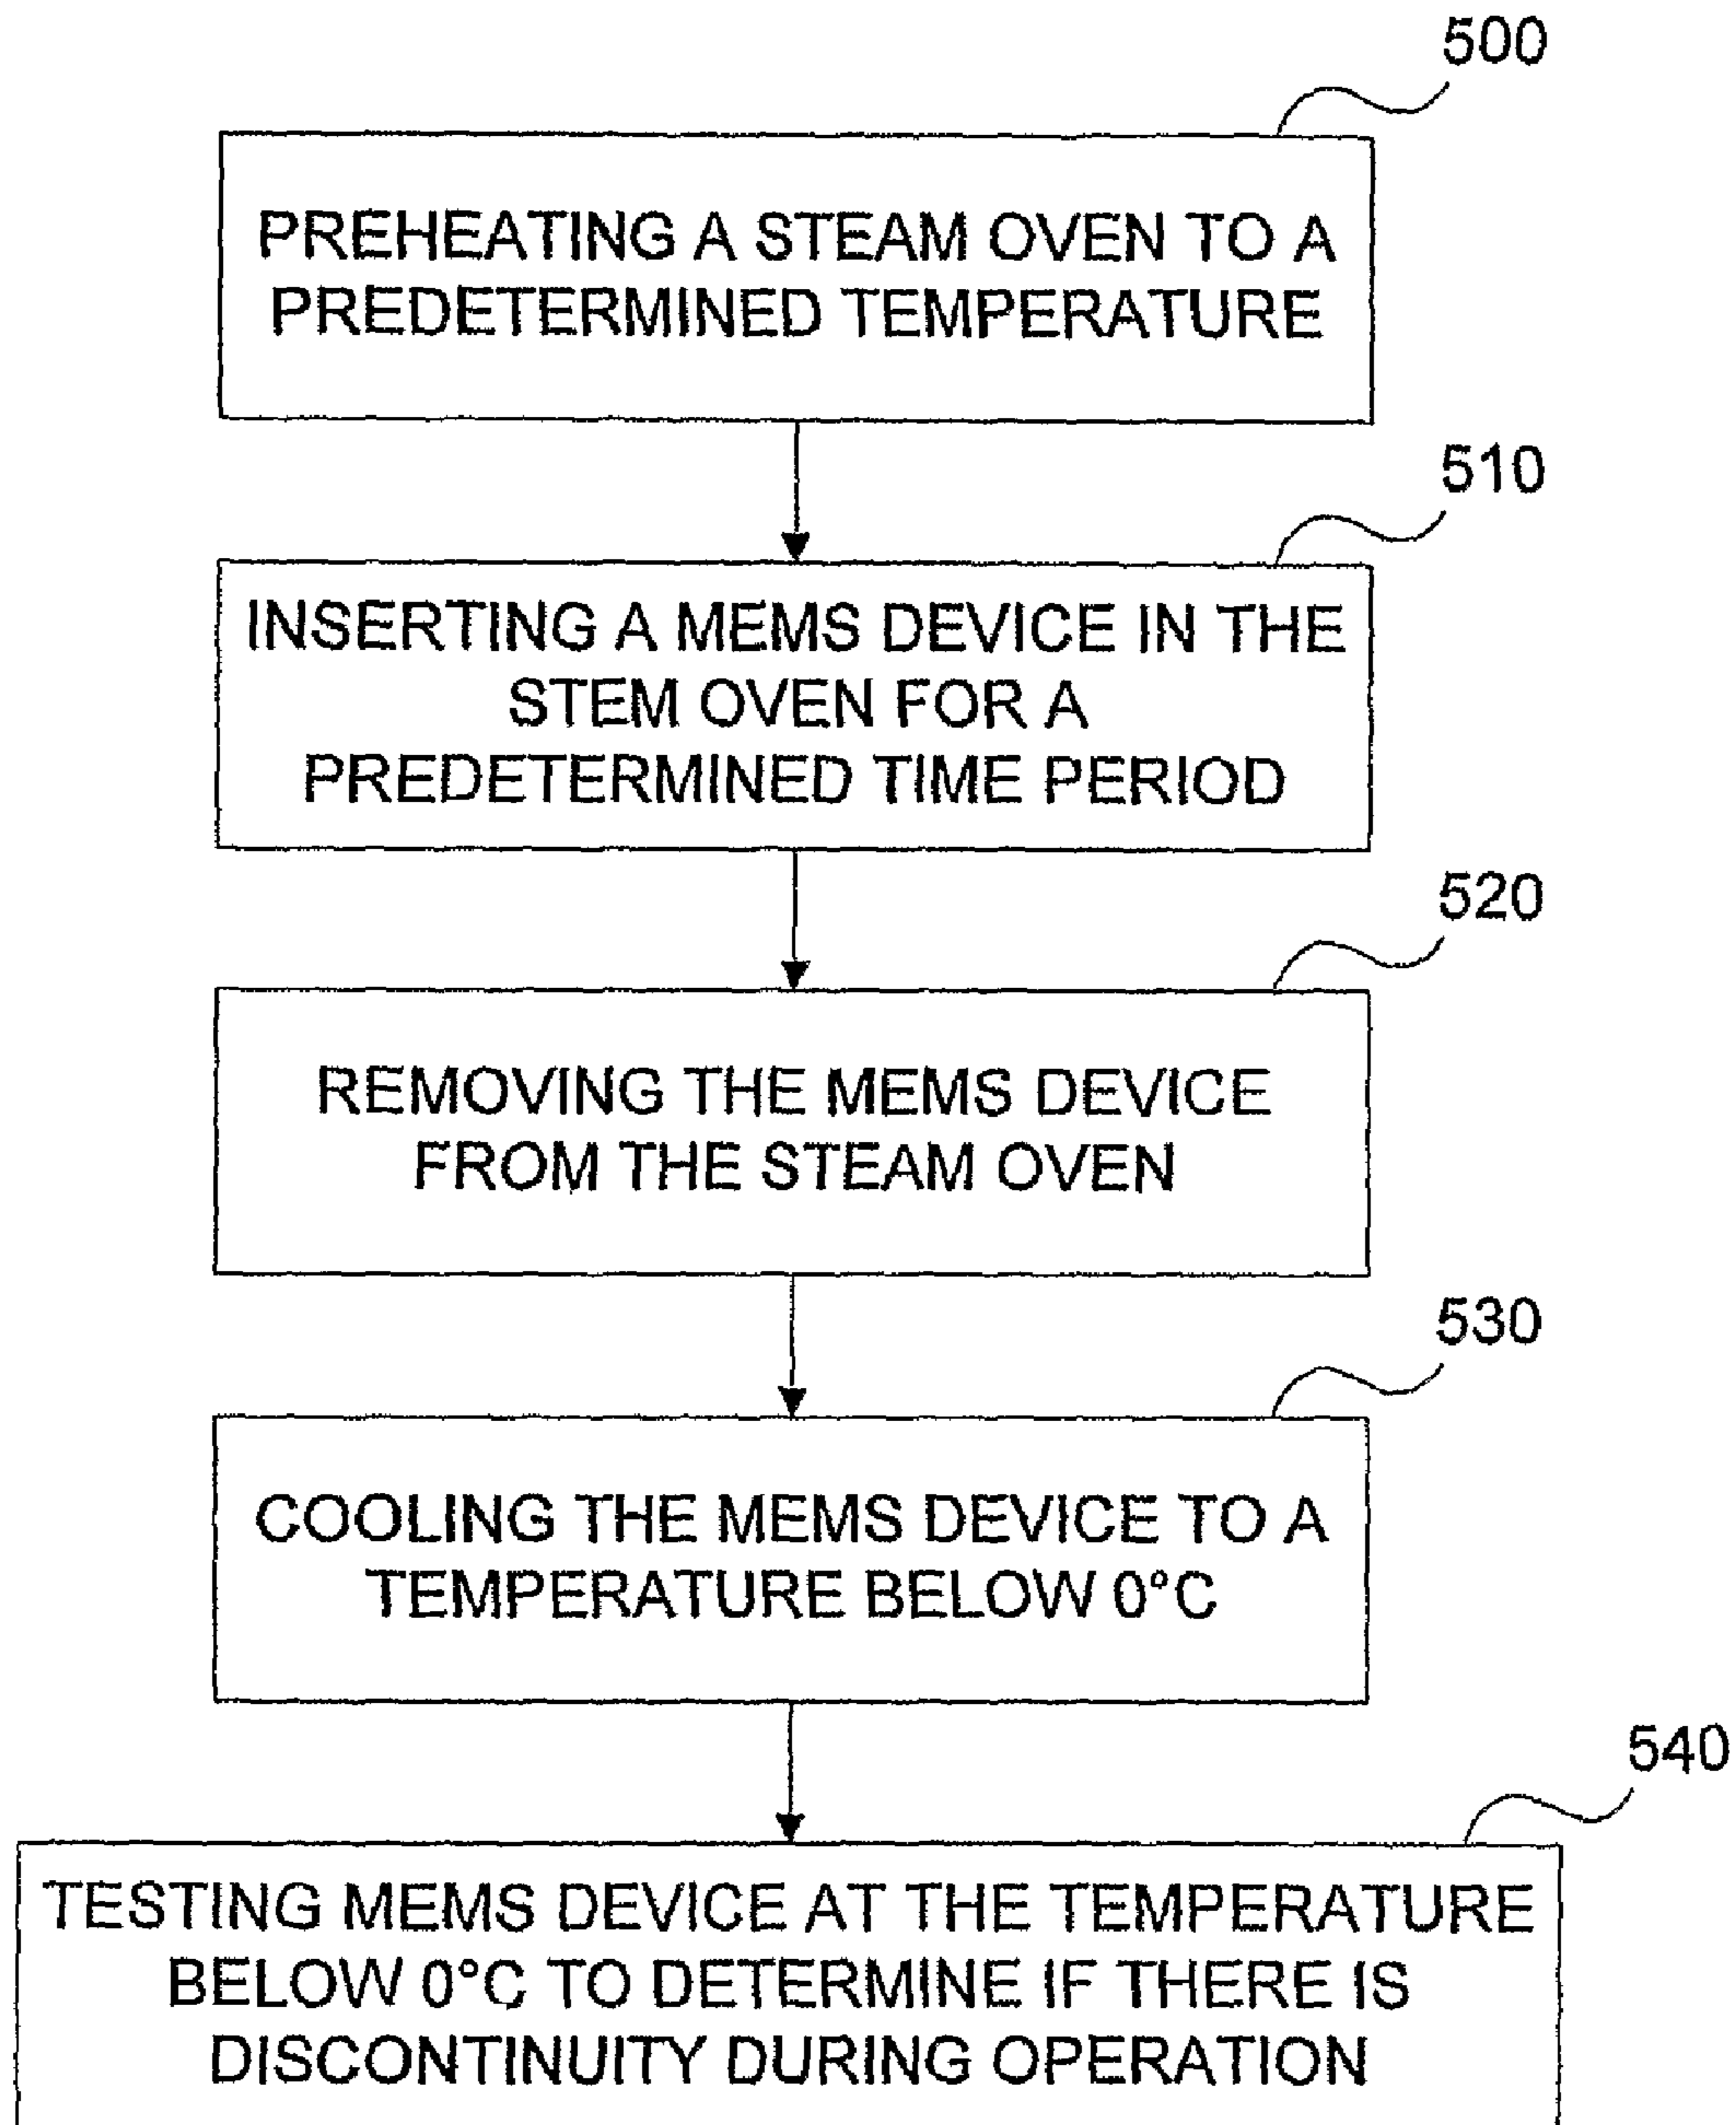 500
PREHEATING A STEAM OVEN TO A
PREDETERMINED TEMPERATURE
510
INSERTING A MEMS DEVICE IN THE
STEM OVEN FOR A
PREDETERMINED TIME PERIOD
520
REMOVING THE MEMS DEVICE
FROM THE STEAM OVEN
530
COOLING THE MEMS DEVICE TO A
TEMPERATURE BELOW 0°C
540
TESTING MEMS DEVICE AT THE TEMPERATURE
BELOW 0°C TO DETERMINE IF THERE IS
DISCONTINUITY DURING OPERATION